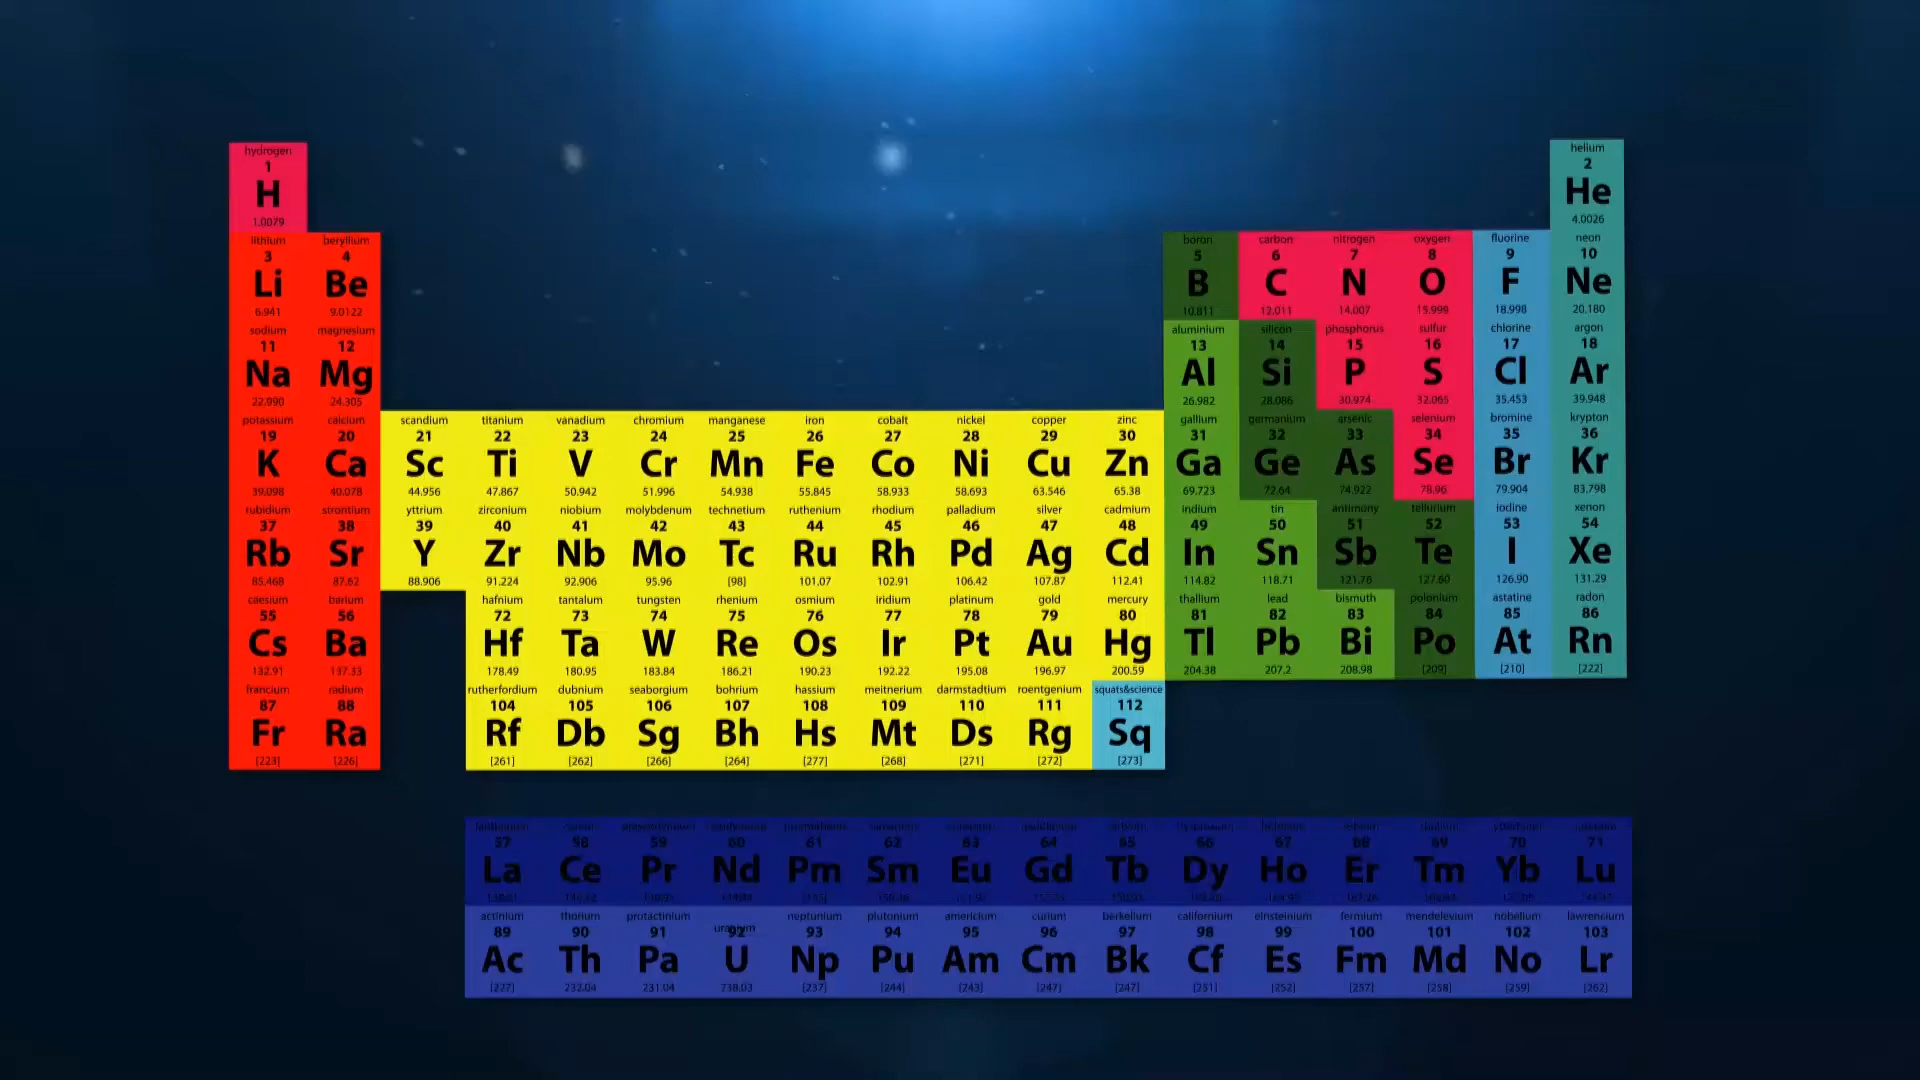 hydrogen helium
1 2
H He
1.0079 4.0026
lithium beryllium boron carbon nitrogen oxygen fluorine neon
3 4 5 6 7 8 9 10
Li Be B C N O F Ne
6.941 9.0122 10.811 12.011 14.007 15.999 18.998 20.180
sodium magnesium aluminium silicon phosphorus sulfur chlorine argon
11 12 13 14 15 16 17 18
Na Mg Al Si P S Cl Ar
22.990 24.305 26.982 28.086 30.974 32.065 35.453 39.948
potassium calcium scandium titanium vanadium chromium manganese iron cobalt nickel copper zinc gallium germanium arsenic selenium bromine krypton
19 20 21 22 23 24 25 26 27 28 29 30 31 32 33 34 35 36
K Ca Sc Ti V Cr Mn Fe Co Ni Cu Zn Ga Ge As Se Br Kr
39.098 40.078 44.956 47.867 50.942 51.996 54.938 55.845 58.933 58.693 63.546 65.38 69.723 72.64 74.922 78.96 79.904 83.798
rubidium strontium yttrium zirconium niobium molybdenum technetium ruthenium rhodium palladium silver cadmium indium tin antimony tellurium iodine xenon
37 38 39 40 41 42 43 44 45 46 47 48 49 50 51 52 53 54
Rb Sr Y Zr Nb Mo Tc Ru Rh Pd Ag Cd In Sn Sb Te I Xe
85.468 87.62 88.906 91.224 92.906 95.96 [98] 101.07 102.91 106.42 107.87 112.41 114.82 118.71 121.76 127.60 126.90 131.29
caesium barium hafnium tantalum tungsten rhenium osmium iridium platinum gold mercury thallium lead bismuth polonium astatine radon
55 56 72 73 74 75 76 77 78 79 80 81 82 83 84 85 86
Cs Ba Hf Ta W Re Os Ir Pt Au Hg Tl Pb Bi Po At Rn
132.91 137.33 178.49 180.95 183.84 186.21 190.23 192.22 195.08 196.97 200.59 204.38 207.2 208.98 [209] [210] [222]
francium radium rutherfordium dubnium seaborgium bohrium hassium meitnerium darmstadtium roentgenium squats&science
87 88 104 105 106 107 108 109 110 111 112
Fr Ra Rf Db Sg Bh Hs Mt Ds Rg Sq
[223] [226] [261] [262] [266] [264] [277] [268] [271] [272] [273]
57 58 59 60 61 62 63 64 65 66 67 68 69 70 71
La Ce Pr Nd Pm Sm Eu Gd Tb Dy Ho Er Tm Yb Lu
actinium thorium protactinium uranium neptunium plutonium americium curium berkelium californium einsteinium fermium mendelevium nobelium lawrencium
89 90 91 92 93 94 95 96 97 98 99 100 101 102 103
Ac Th Pa U Np Pu Am Cm Bk Cf Es Fm Md No Lr
[227] 232.04 231.04 238.03 [237] [244] [243] [247] [247] [251] [252] [257] [258] [259] [262]